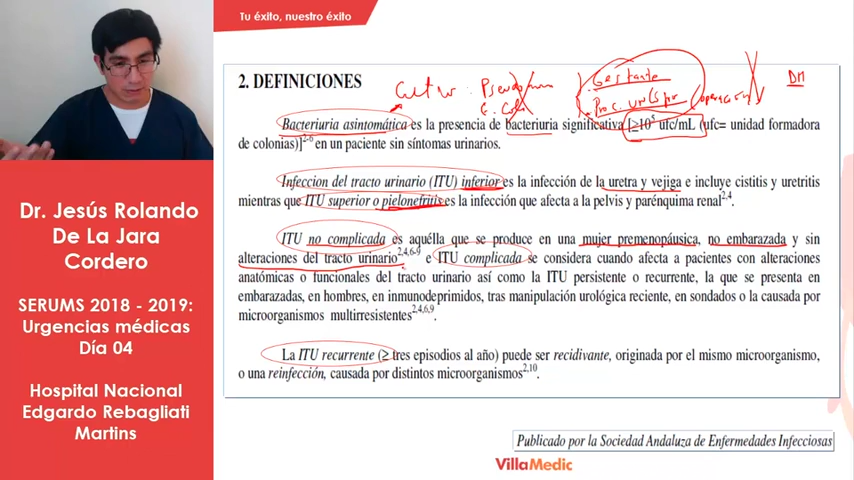 Tu éxito, nuestro éxito
2. DEFINICIONES
Gestante
DM
E. Coli
Bacteriuria asintomática es la presencia de bacteriuria significativa [≥10⁵ ufc/mL (ufc= unidad formadora
en un paciente sin síntomas urinarios.
Infeccion del tracto urinario (ITU) inferior es la infección de la uretra y vejiga e incluye cistitis y uretritis
mientras que ITU superior o pielonefritis es la infección que afecta a la pelvis y parénquima renal²,⁴.
ITU no complicada es aquélla que se produce en una mujer premenopáusica, no embarazada y sin
alteraciones del tracto urinario²,⁴,⁶-⁹ e ITU complicada se considera cuando afecta a pacientes con alteraciones
anatómicas o funcionales del tracto urinario así como la ITU persistente o recurrente, la que se presenta en
embarazadas, en hombres, en inmunodeprimidos, tras manipulación urológica reciente, en sondados o la causada por
microorganismos multirresistentes²,⁴,⁶,⁹.
La ITU recurrente (≥ tres episodios al año) puede ser recidivante, originada por el mismo microorganismo,
o una reinfección, causada por distintos microorganismos²,¹⁰.
Publicado por la Sociedad Andaluza de Enfermedades Infecciosas
VillaMedic
Dr. Jesús Rolando
De La Jara
Cordero
SERUMS 2018 - 2019:
Urgencias médicas
Día 04
Hospital Nacional
Edgardo Rebagliati
Martins